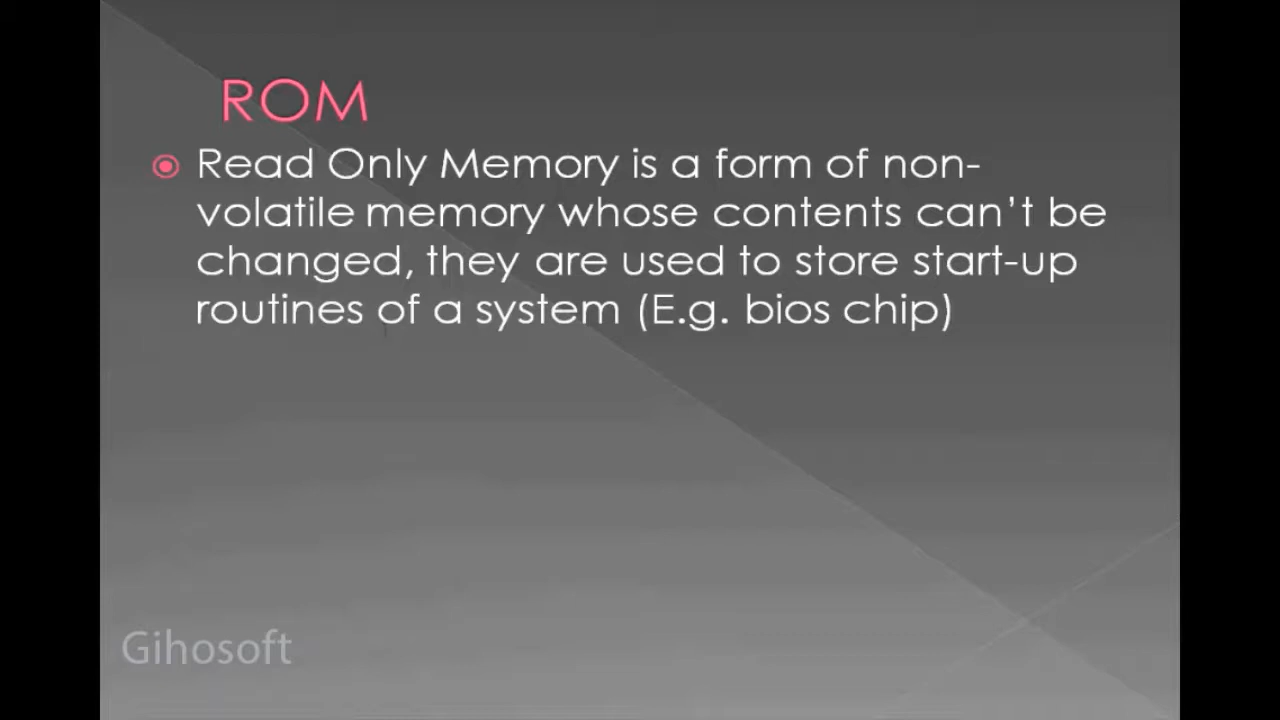 ROM
Read Only Memory is a form of non-
volatile memory whose contents can’t be
changed, they are used to store start-up
routines of a system (E.g. bios chip)
Gihosoft